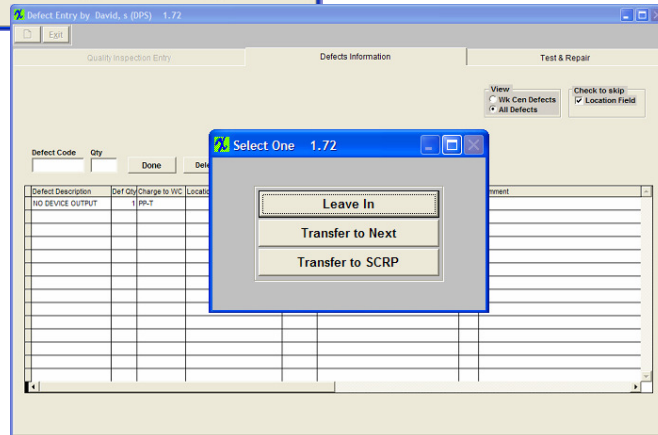 Defect Entry by David, s (DPS) 1.72
Exit
Quality Inspection Entry Defects Information Test & Repair
View
Wk Cen Defects
All Defects
Check to skip
Location Field
Defect Code Qty
Done
Select One 1.72
Leave In
Transfer to Next
Transfer to SCRP
Defect Description Def Qty Charge to WC
NO DEVICE OUTPUT 1 PP-T